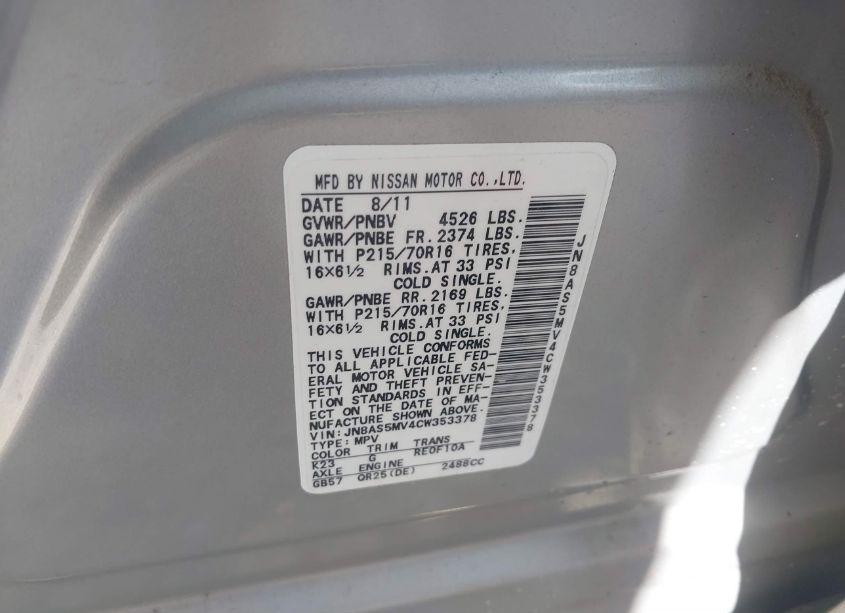 MFD BY NISSAN MOTOR CO.,LTD.
DATE 8/11
GVWR/PNBV 4526 LBS.
GAWR/PNBE FR. 2374 LBS.
WITH P215/70R16 TIRES,
16×6½ RIMS.AT 33 PSI
COLD SINGLE.
GAWR/PNBE RR. 2169 LBS.
WITH P215/70R16 TIRES,
16×6½ RIMS.AT 33 PSI
COLD SINGLE.
THIS VEHICLE CONFORMS
TO ALL APPLICABLE FED-
ERAL MOTOR VEHICLE SA-
FETY AND THEFT PREVEN-
TION STANDARDS IN EFF-
ECT ON THE DATE OF MA-
NUFACTURE SHOWN ABOVE.
VIN: JN8AS5MV4CW353378
TYPE: MPV
COLOR TRIM TRANS
K23 G RE0F10A
AXLE ENGINE
GB57 QR25(DE) 2488CC
JN8AS5MV4CW353378